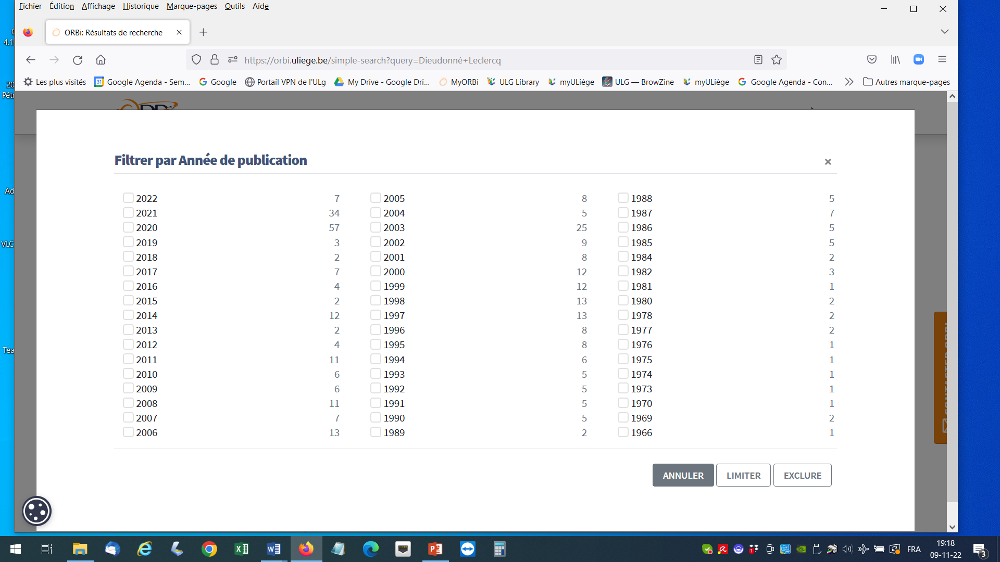 Fichier Édition Affichage Historique Marque-pages Outils Aide
ORBi: Résultats de recherche
https://orbi.uliege.be/simple-search?query=Dieudonné+Leclercq
Les plus visités Google Agenda - Sem... Google Portail VPN de l'ULg My Drive - Google Dri... MyORBi ULG Library myULiège ULG — BrowZine myULiège Google Agenda - Con... Autres marque-pages
4.1
20
Pétr
Ad
VLC
Tea
Filtrer par Année de publication ×
2022 7 2005 8 1988 5
2021 34 2004 5 1987 7
2020 57 2003 25 1986 5
2019 3 2002 9 1985 5
2018 2 2001 8 1984 2
2017 7 2000 12 1982 3
2016 4 1999 12 1981 1
2015 2 1998 13 1980 2
2014 12 1997 13 1978 2
2013 2 1996 8 1977 2
2012 4 1995 8 1976 1
2011 11 1994 6 1975 1
2010 6 1993 5 1974 1
2009 6 1992 5 1973 1
2008 11 1991 5 1970 1
2007 7 1990 5 1969 2
2006 13 1989 2 1966 1
ANNULER LIMITER EXCLURE
FRA
19:18
09-11-22
3